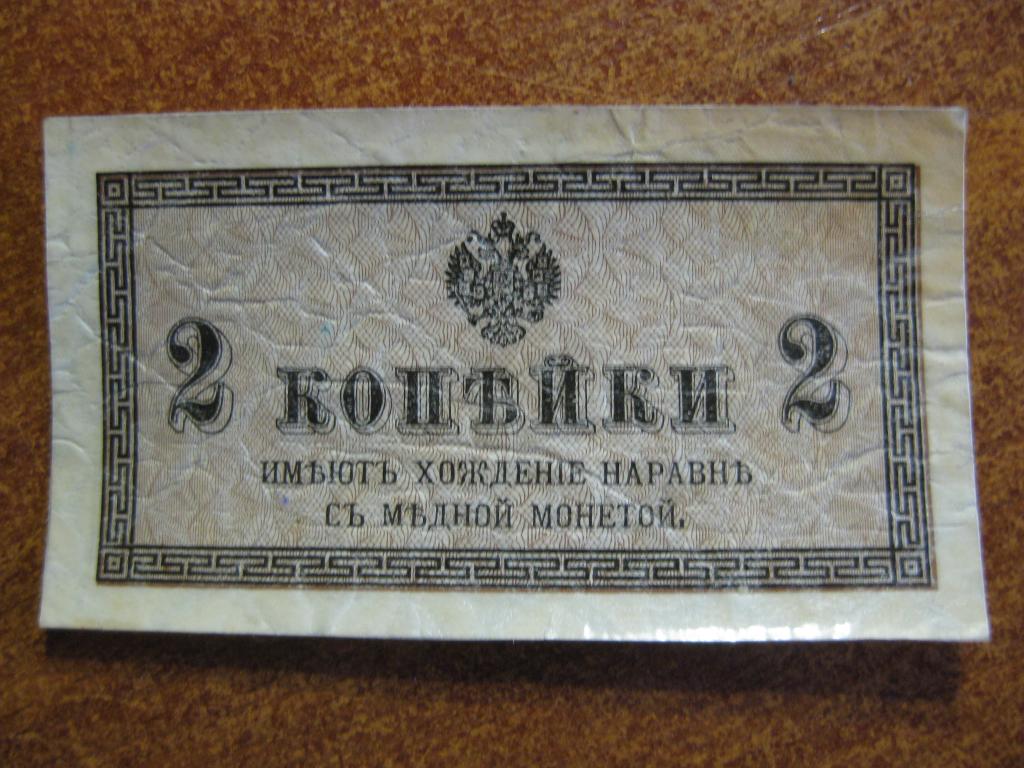 2 КОПѢЙКИ 2
ИМѢЮТЪ ХОЖДЕНІЕ НАРАВНѢ
СЪ МѢДНОЙ МОНЕТОЙ.